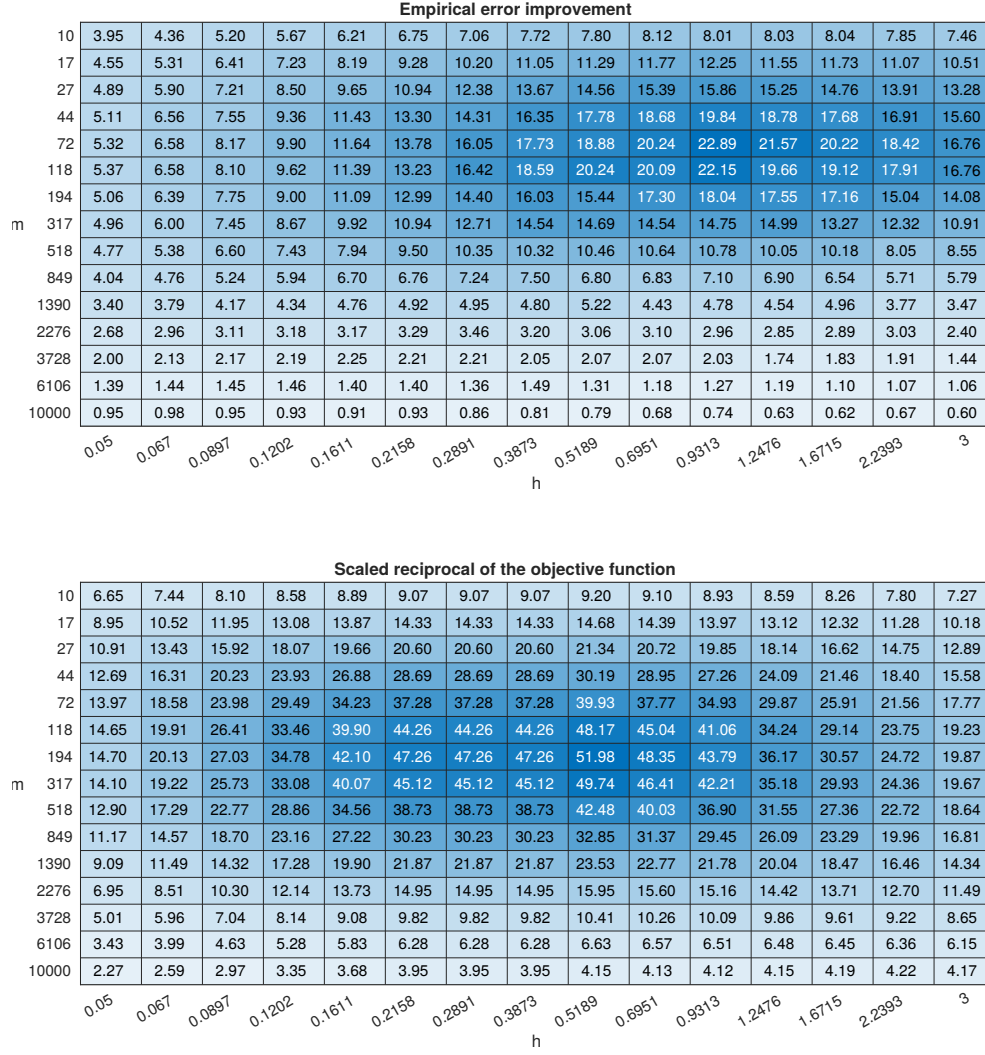 Empirical error improvement
10 3.95 4.36 5.20 5.67 6.21 6.75 7.06 7.72 7.80 8.12 8.01 8.03 8.04 7.85 7.46
17 4.55 5.31 6.41 7.23 8.19 9.28 10.20 11.05 11.29 11.77 12.25 11.55 11.73 11.07 10.51
27 4.89 5.90 7.21 8.50 9.65 10.94 12.38 13.67 14.56 15.39 15.86 15.25 14.76 13.91 13.28
44 5.11 6.56 7.55 9.36 11.43 13.30 14.31 16.35 17.78 18.68 19.84 18.78 17.68 16.91 15.60
72 5.32 6.58 8.17 9.90 11.64 13.78 16.05 17.73 18.88 20.24 22.89 21.57 20.22 18.42 16.76
118 5.37 6.58 8.10 9.62 11.39 13.23 16.42 18.59 20.24 20.09 22.15 19.66 19.12 17.91 16.76
194 5.06 6.39 7.75 9.00 11.09 12.99 14.40 16.03 15.44 17.30 18.04 17.55 17.16 15.04 14.08
m 317 4.96 6.00 7.45 8.67 9.92 10.94 12.71 14.54 14.69 14.54 14.75 14.99 13.27 12.32 10.91
518 4.77 5.38 6.60 7.43 7.94 9.50 10.35 10.32 10.46 10.64 10.78 10.05 10.18 8.05 8.55
849 4.04 4.76 5.24 5.94 6.70 6.76 7.24 7.50 6.80 6.83 7.10 6.90 6.54 5.71 5.79
1390 3.40 3.79 4.17 4.34 4.76 4.92 4.95 4.80 5.22 4.43 4.78 4.54 4.96 3.77 3.47
2276 2.68 2.96 3.11 3.18 3.17 3.29 3.46 3.20 3.06 3.10 2.96 2.85 2.89 3.03 2.40
3728 2.00 2.13 2.17 2.19 2.25 2.21 2.21 2.05 2.07 2.07 2.03 1.74 1.83 1.91 1.44
6106 1.39 1.44 1.45 1.46 1.40 1.40 1.36 1.49 1.31 1.18 1.27 1.19 1.10 1.07 1.06
10000 0.95 0.98 0.95 0.93 0.91 0.93 0.86 0.81 0.79 0.68 0.74 0.63 0.62 0.67 0.60
0.05 0.067 0.0897 0.1202 0.1611 0.2158 0.2891 0.3873 0.5189 0.6951 0.9313 1.2476 1.6715 2.2393 3
h
Scaled reciprocal of the objective function
10 6.65 7.44 8.10 8.58 8.89 9.07 9.07 9.07 9.20 9.10 8.93 8.59 8.26 7.80 7.27
17 8.95 10.52 11.95 13.08 13.87 14.33 14.33 14.33 14.68 14.39 13.97 13.12 12.32 11.28 10.18
27 10.91 13.43 15.92 18.07 19.66 20.60 20.60 20.60 21.34 20.72 19.85 18.14 16.62 14.75 12.89
44 12.69 16.31 20.23 23.93 26.88 28.69 28.69 28.69 30.19 28.95 27.26 24.09 21.46 18.40 15.58
72 13.97 18.58 23.98 29.49 34.23 37.28 37.28 37.28 39.93 37.77 34.93 29.87 25.91 21.56 17.77
118 14.65 19.91 26.41 33.46 39.90 44.26 44.26 44.26 48.17 45.04 41.06 34.24 29.14 23.75 19.23
194 14.70 20.13 27.03 34.78 42.10 47.26 47.26 47.26 51.98 48.35 43.79 36.17 30.57 24.72 19.87
m 317 14.10 19.22 25.73 33.08 40.07 45.12 45.12 45.12 49.74 46.41 42.21 35.18 29.93 24.36 19.67
518 12.90 17.29 22.77 28.86 34.56 38.73 38.73 38.73 42.48 40.03 36.90 31.55 27.36 22.72 18.64
849 11.17 14.57 18.70 23.16 27.22 30.23 30.23 30.23 32.85 31.37 29.45 26.09 23.29 19.96 16.81
1390 9.09 11.49 14.32 17.28 19.90 21.87 21.87 21.87 23.53 22.77 21.78 20.04 18.47 16.46 14.34
2276 6.95 8.51 10.30 12.14 13.73 14.95 14.95 14.95 15.95 15.60 15.16 14.42 13.71 12.70 11.49
3728 5.01 5.96 7.04 8.14 9.08 9.82 9.82 9.82 10.41 10.26 10.09 9.86 9.61 9.22 8.65
6106 3.43 3.99 4.63 5.28 5.83 6.28 6.28 6.28 6.63 6.57 6.51 6.48 6.45 6.36 6.15
10000 2.27 2.59 2.97 3.35 3.68 3.95 3.95 3.95 4.15 4.13 4.12 4.15 4.19 4.22 4.17
0.05 0.067 0.0897 0.1202 0.1611 0.2158 0.2891 0.3873 0.5189 0.6951 0.9313 1.2476 1.6715 2.2393 3
h